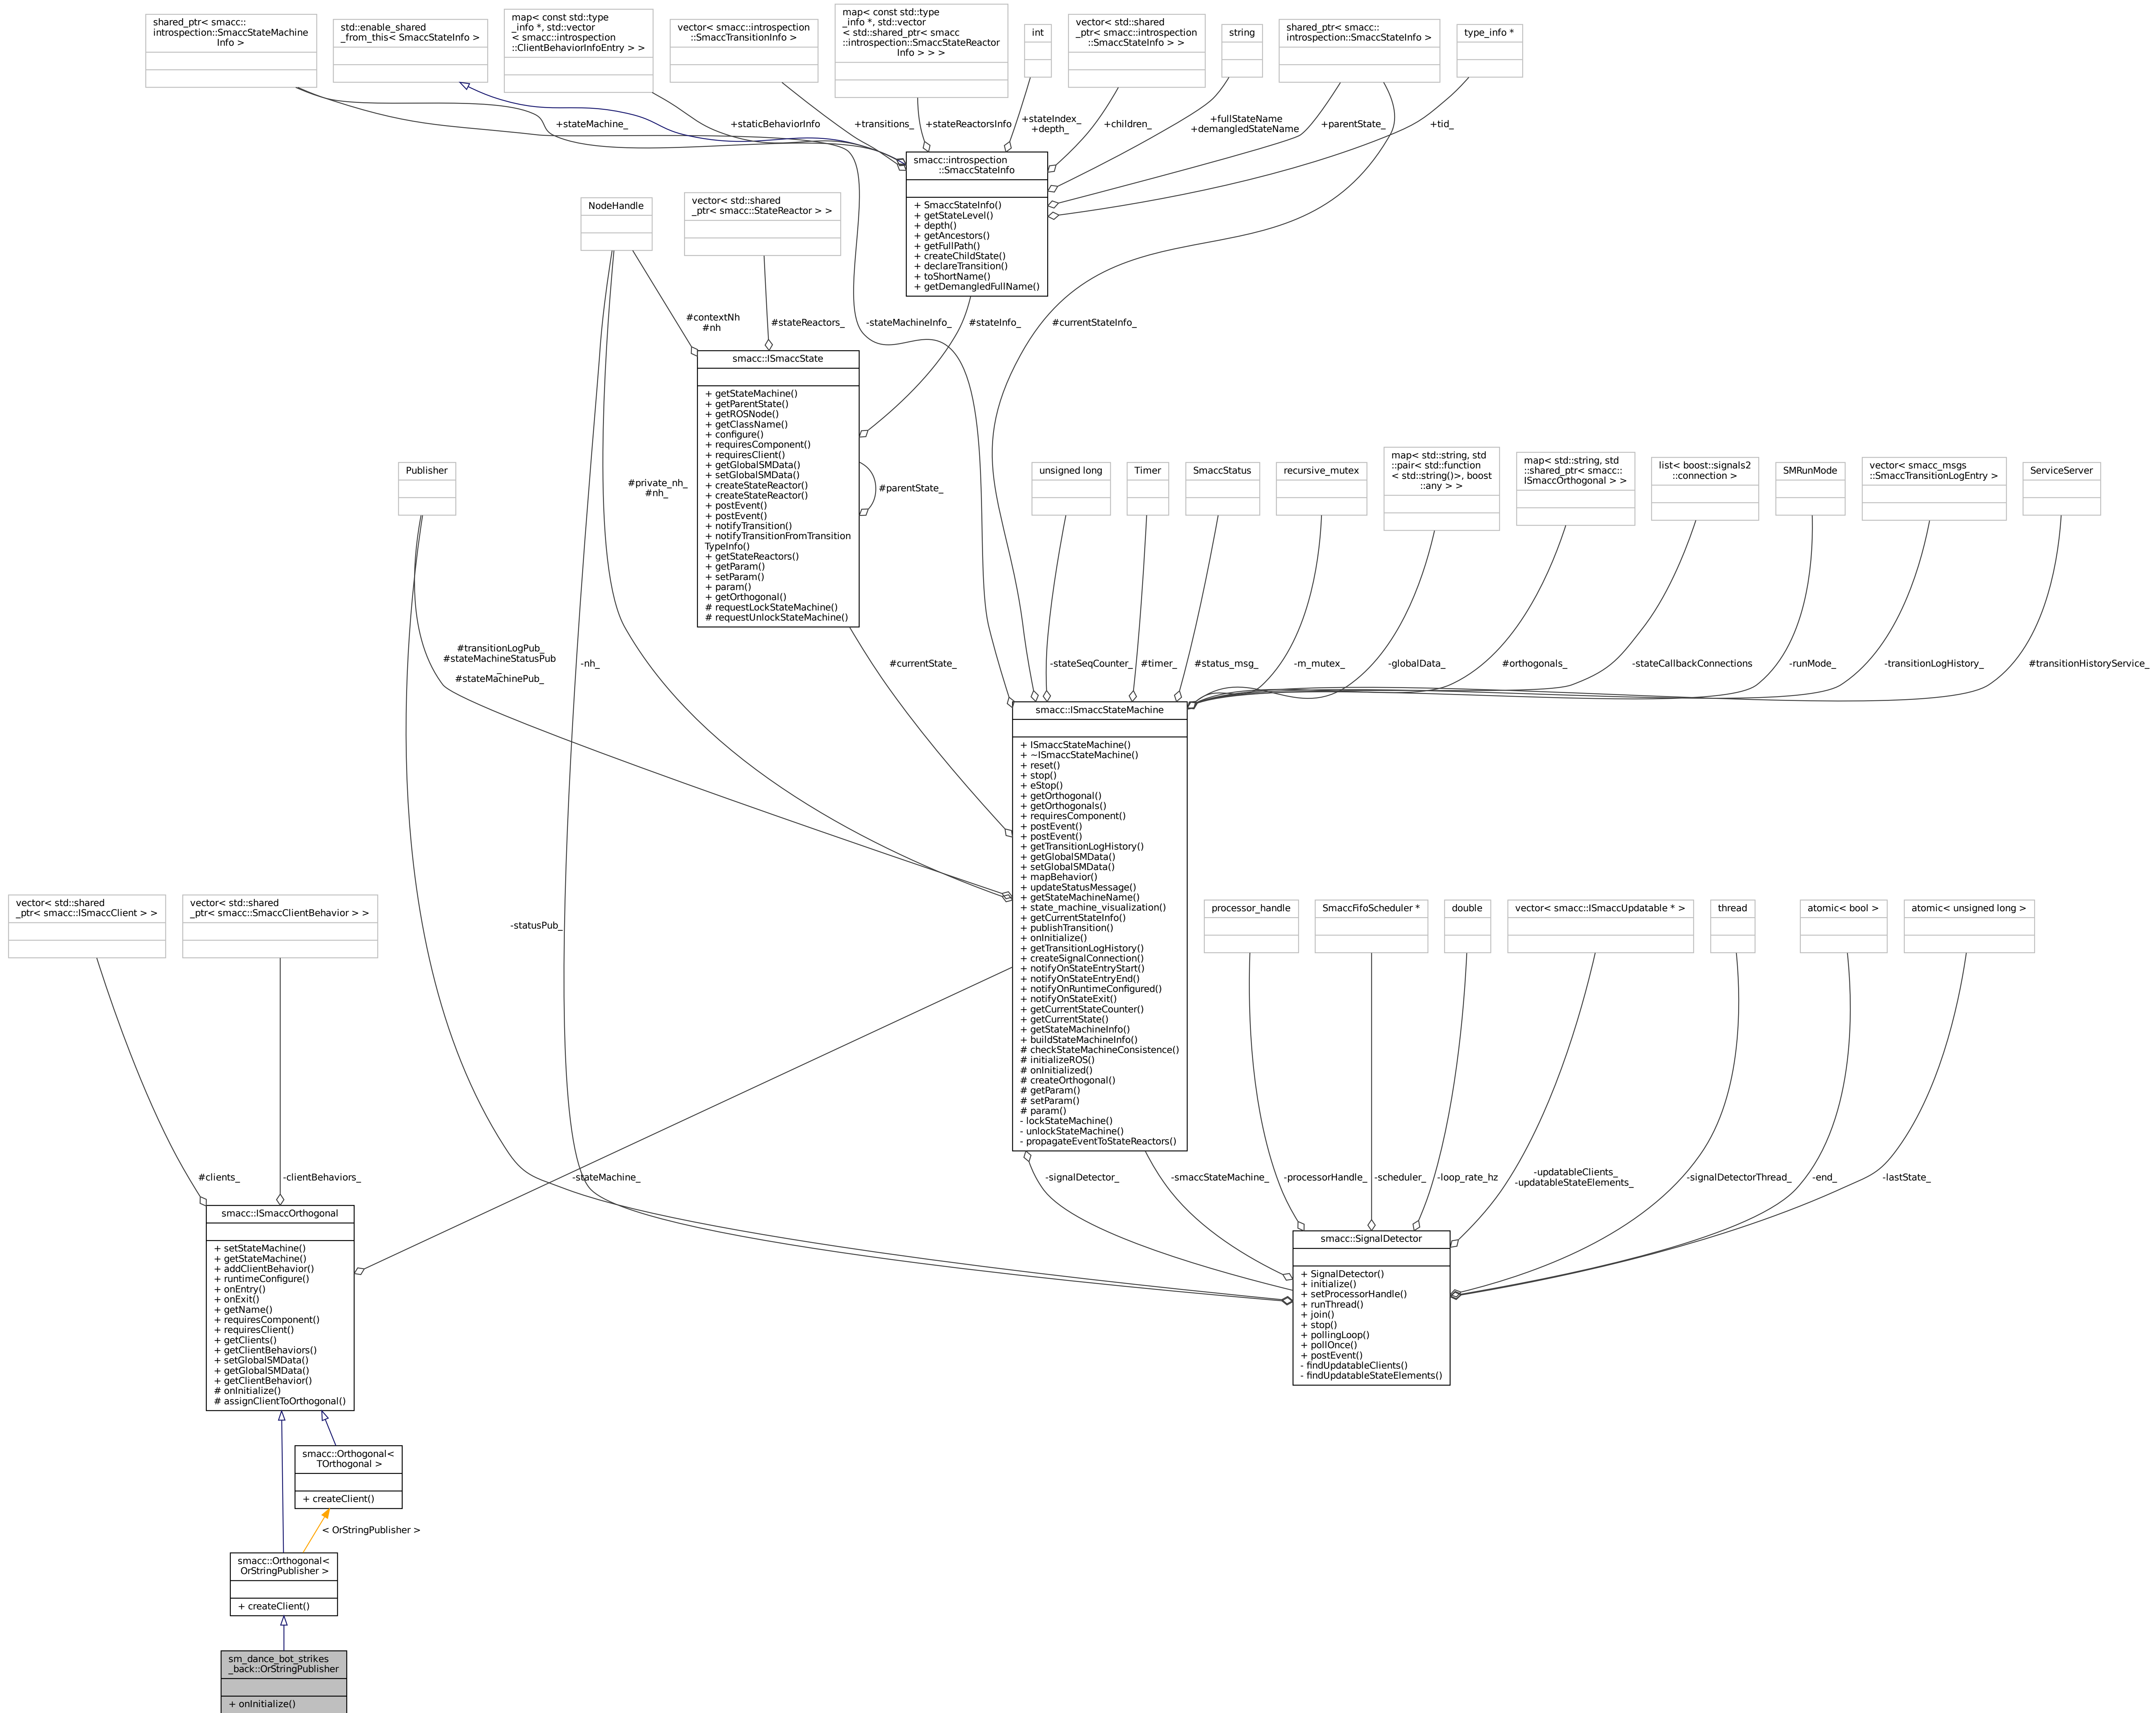 shared_ptr< smacc::
introspection::SmaccStateMachine
Info >
std::enable_shared
_from_this< SmaccStateInfo >
map< const std::type
_info *, std::vector
< smacc::introspection
::ClientBehaviorInfoEntry > >
vector< smacc::introspection
::SmaccTransitionInfo >
map< const std::type
_info *, std::vector
< std::shared_ptr< smacc
::introspection::SmaccStateReactor
Info > > >
int
vector< std::shared
_ptr< smacc::introspection
::SmaccStateInfo > >
string
shared_ptr< smacc::
introspection::SmaccStateInfo >
type_info *
+stateMachine_
+staticBehaviorInfo
+transitions_
+stateReactorsInfo
+stateIndex_
+depth_
+children_
+fullStateName
+demangledStateName
+parentState_
+tid_
smacc::introspection
::SmaccStateInfo
+ SmaccStateInfo()
+ getStateLevel()
+ depth()
+ getAncestors()
+ getFullPath()
+ createChildState()
+ declareTransition()
+ toShortName()
+ getDemangledFullName()
NodeHandle
vector< std::shared
_ptr< smacc::StateReactor > >
#contextNh
#nh
#stateReactors_
-stateMachineInfo_
#stateInfo_
#currentStateInfo_
smacc::ISmaccState
+ getStateMachine()
+ getParentState()
+ getROSNode()
+ getClassName()
+ configure()
+ requiresComponent()
+ requiresClient()
+ getGlobalSMData()
+ setGlobalSMData()
+ createStateReactor()
+ createStateReactor()
+ postEvent()
+ postEvent()
+ notifyTransition()
+ notifyTransitionFromTransition
TypeInfo()
+ getStateReactors()
+ getParam()
+ setParam()
+ param()
+ getOrthogonal()
# requestLockStateMachine()
# requestUnlockStateMachine()
#parentState_
#private_nh_
#nh_
Publisher
unsigned long
Timer
SmaccStatus
recursive_mutex
map< std::string, std
::pair< std::function
< std::string()>, boost
::any > >
map< std::string, std
::shared_ptr< smacc::
ISmaccOrthogonal > >
list< boost::signals2
::connection >
SMRunMode
vector< smacc_msgs
::SmaccTransitionLogEntry >
ServiceServer
#transitionLogPub_
#stateMachineStatusPub
_
#stateMachinePub_
-nh_
#currentState_
-stateSeqCounter_
#timer_
#status_msg_
-m_mutex_
-globalData_
#orthogonals_
-stateCallbackConnections
-runMode_
-transitionLogHistory_
#transitionHistoryService_
smacc::ISmaccStateMachine
+ ISmaccStateMachine()
+ ~ISmaccStateMachine()
+ reset()
+ stop()
+ eStop()
+ getOrthogonal()
+ getOrthogonals()
+ requiresComponent()
+ postEvent()
+ postEvent()
+ getTransitionLogHistory()
+ getGlobalSMData()
+ setGlobalSMData()
+ mapBehavior()
+ updateStatusMessage()
+ getStateMachineName()
+ state_machine_visualization()
+ getCurrentStateInfo()
+ publishTransition()
+ onInitialize()
+ getTransitionLogHistory()
+ createSignalConnection()
+ notifyOnStateEntryStart()
+ notifyOnStateEntryEnd()
+ notifyOnRuntimeConfigured()
+ notifyOnStateExit()
+ getCurrentStateCounter()
+ getCurrentState()
+ getStateMachineInfo()
+ buildStateMachineInfo()
# checkStateMachineConsistence()
# initializeROS()
# onInitialized()
# createOrthogonal()
# getParam()
# setParam()
# param()
- lockStateMachine()
- unlockStateMachine()
- propagateEventToStateReactors()
vector< std::shared
_ptr< smacc::ISmaccClient > >
vector< std::shared
_ptr< smacc::SmaccClientBehavior > >
-statusPub_
processor_handle
SmaccFifoScheduler *
double
vector< smacc::ISmaccUpdatable * >
thread
atomic< bool >
atomic< unsigned long >
#clients_
-clientBehaviors_
-stateMachine_
-signalDetector_
-smaccStateMachine_
-processorHandle_
-scheduler_
-loop_rate_hz
-updatableClients_
-updatableStateElements_
-signalDetectorThread_
-end_
-lastState_
smacc::ISmaccOrthogonal
+ setStateMachine()
+ getStateMachine()
+ addClientBehavior()
+ runtimeConfigure()
+ onEntry()
+ onExit()
+ getName()
+ requiresComponent()
+ requiresClient()
+ getClients()
+ getClientBehaviors()
+ setGlobalSMData()
+ getGlobalSMData()
+ getClientBehavior()
# onInitialize()
# assignClientToOrthogonal()
smacc::SignalDetector
+ SignalDetector()
+ initialize()
+ setProcessorHandle()
+ runThread()
+ join()
+ stop()
+ pollingLoop()
+ pollOnce()
+ postEvent()
- findUpdatableClients()
- findUpdatableStateElements()
smacc::Orthogonal<
TOrthogonal >
+ createClient()
< OrStringPublisher >
smacc::Orthogonal<
OrStringPublisher >
+ createClient()
sm_dance_bot_strikes
_back::OrStringPublisher
+ onInitialize()